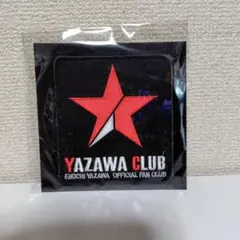 YAZAWA CLUB
EIKICHI YAZAWA OFFICIAL FAN CLUB